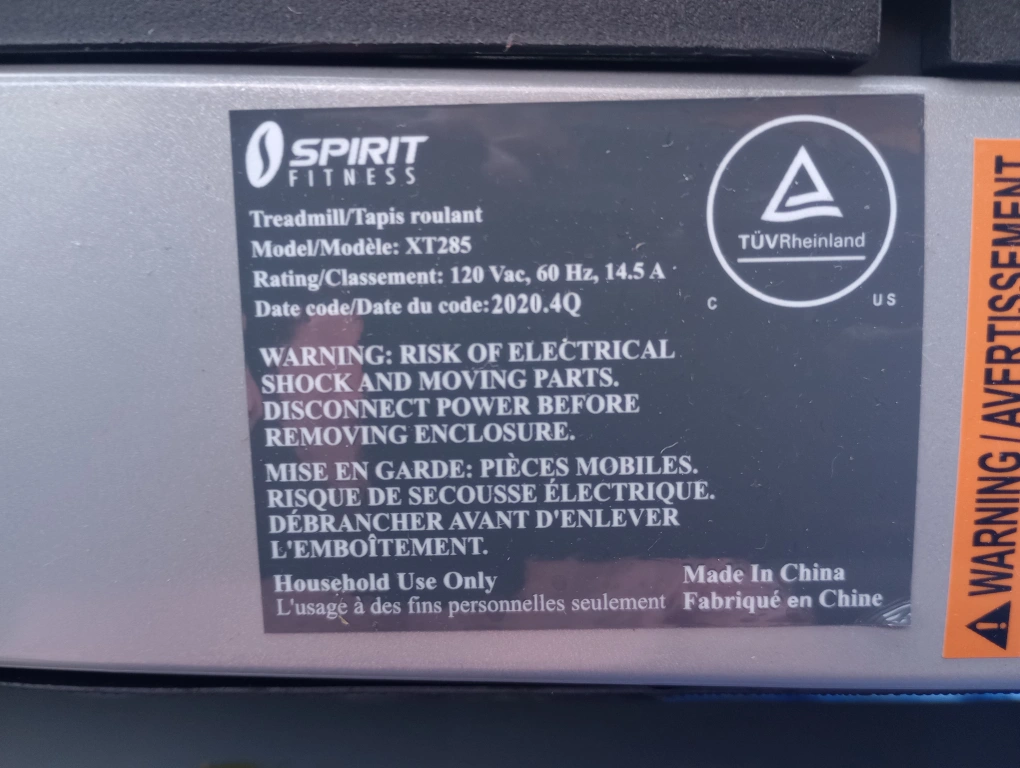 SPIRIT
FITNESS
Treadmill/Tapis roulant
Model/Modèle: XT285
Rating/Classement: 120 Vac, 60 Hz, 14.5 A
Date code/Date du code:2020.4Q
TÜVRheinland
C US
WARNING: RISK OF ELECTRICAL
SHOCK AND MOVING PARTS.
DISCONNECT POWER BEFORE
REMOVING ENCLOSURE.
MISE EN GARDE: PIÈCES MOBILES.
RISQUE DE SECOUSSE ÉLECTRIQUE.
DÉBRANCHER AVANT D'ENLEVER
L'EMBOÎTEMENT.
Household Use Only
L'usage à des fins personnelles seulement
Made In China
Fabriqué en Chine
WARNING/AVERTISSEMENT